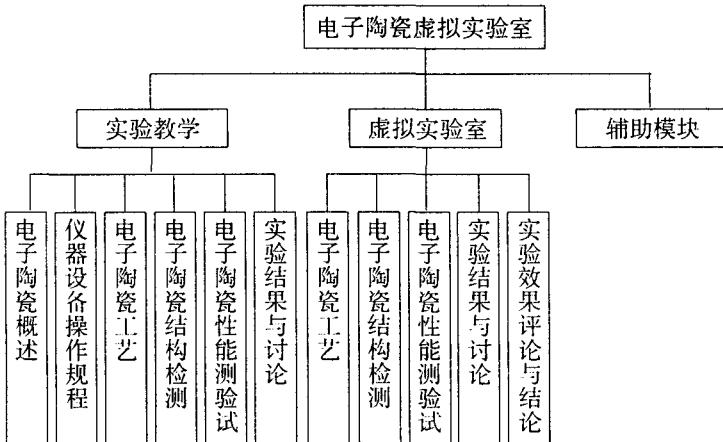 电子陶瓷虚拟实验室
实验教学
虚拟实验室
辅助模块
电子陶瓷概述
仪器设备操作规程
电子陶瓷工艺
电子陶瓷结构检测
电子陶瓷性能测验试
实验结果与讨论
电子陶瓷工艺
电子陶瓷结构检测
电子陶瓷性能测验试
实验结果与讨论
实验效果评论与结论